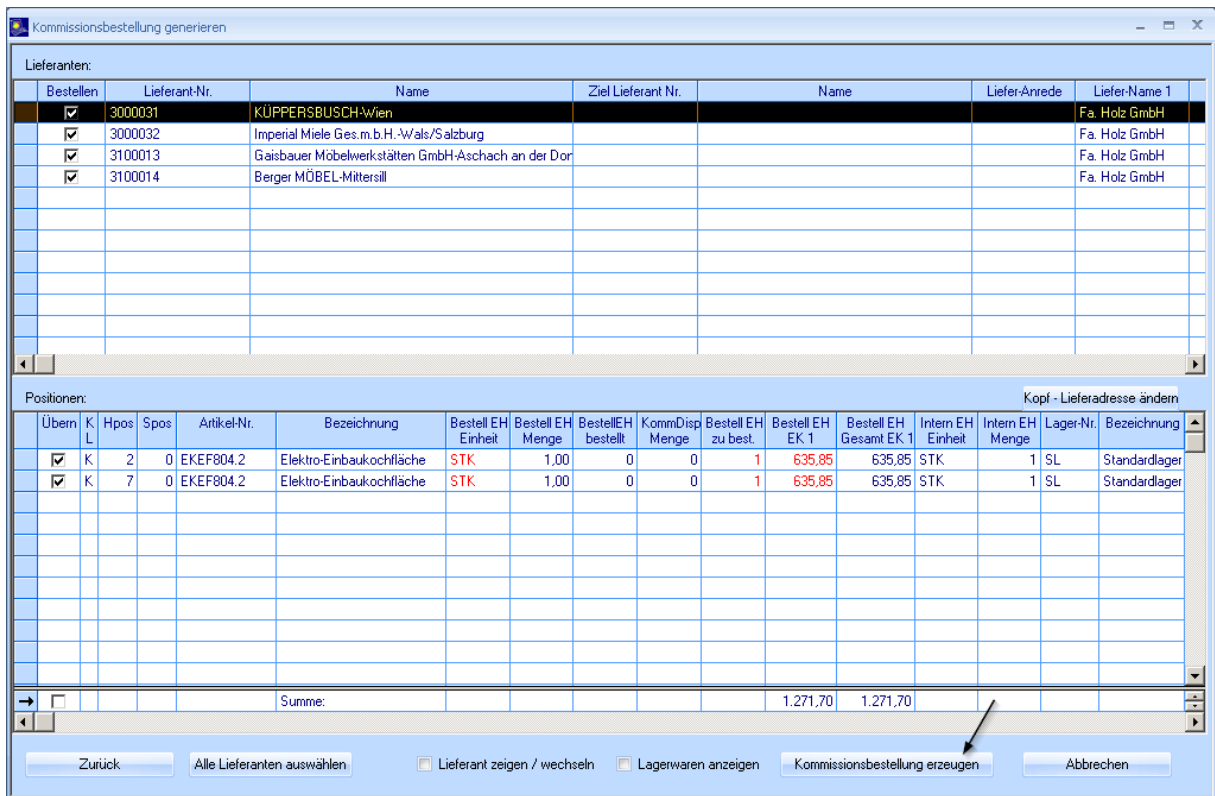 Kommissionsbestellung generieren
Lieferanten:
Bestellen Lieferant-Nr. Name Ziel Lieferant Nr. Name Liefer-Anrede Liefer-Name 1
3000031 KÜPPERSBUSCH-Wien Fa. Holz GmbH
3000032 Imperial Miele Ges.m.b.H.-Wals/Salzburg Fa. Holz GmbH
3100013 Gaisbauer Möbelwerkstätten GmbH-Aschach an der Don Fa. Holz GmbH
3100014 Berger MÖBEL-Mittersill Fa. Holz GmbH
Positionen:
Kopf - Lieferadresse ändern
Übern K L Hpos Spos Artikel-Nr. Bezeichnung Bestell EH Einheit Bestell EH Menge BestellEH bestellt KommDisp Menge Bestell EH zu best. Bestell EH EK 1 Bestell EH Gesamt EK 1 Intern EH Einheit Intern EH Menge Lager-Nr. Bezeichnung
K 2 0 EKEF804.2 Elektro-Einbaukochfläche STK 1,00 0 0 1 635,85 635,85 STK 1 SL Standardlager
K 7 0 EKEF804.2 Elektro-Einbaukochfläche STK 1,00 0 0 1 635,85 635,85 STK 1 SL Standardlager
Summe: 1.271,70 1.271,70
Zurück Alle Lieferanten auswählen Lieferant zeigen / wechseln Lagerwaren anzeigen Kommissionsbestellung erzeugen Abbrechen